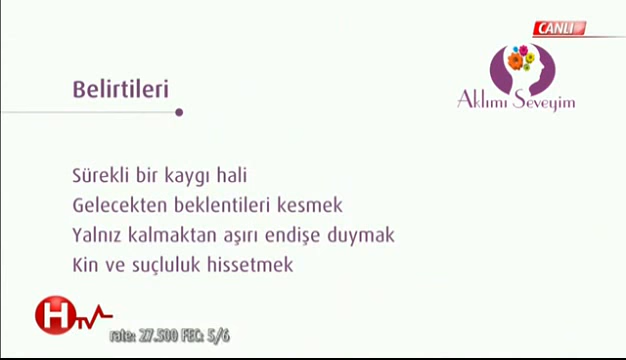 CANLI
Aklımı Seveyim
Belirtileri
Sürekli bir kaygı hali
Gelecekten beklentileri kesmek
Yalnız kalmaktan aşırı endişe duymak
Kin ve suçluluk hissetmek
HTV
rate: 27.500 FEC: 5/6